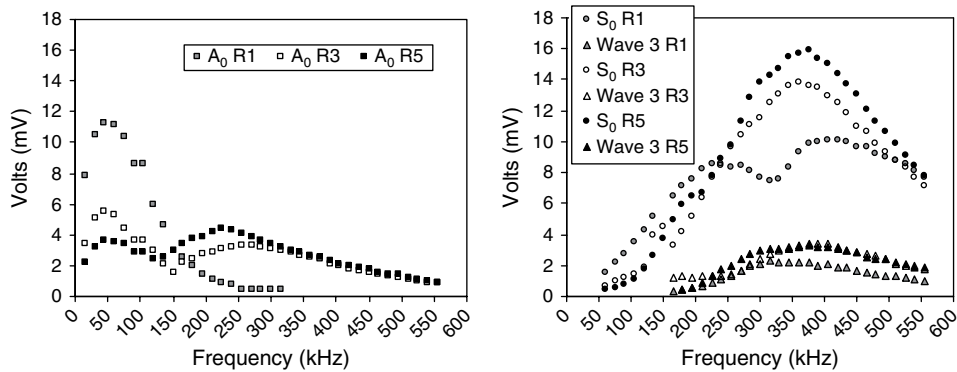 18
16
14
12
10
8
6
4
2
0
Volts (mV)
A0 R1 A0 R3 A0 R5
0 50 100 150 200 250 300 350 400 450 500 550 600
Frequency (kHz)
18
16
14
12
10
8
6
4
2
0
Volts (mV)
S0 R1
Wave 3 R1
S0 R3
Wave 3 R3
S0 R5
Wave 3 R5
0 50 100 150 200 250 300 350 400 450 500 550 600
Frequency (kHz)